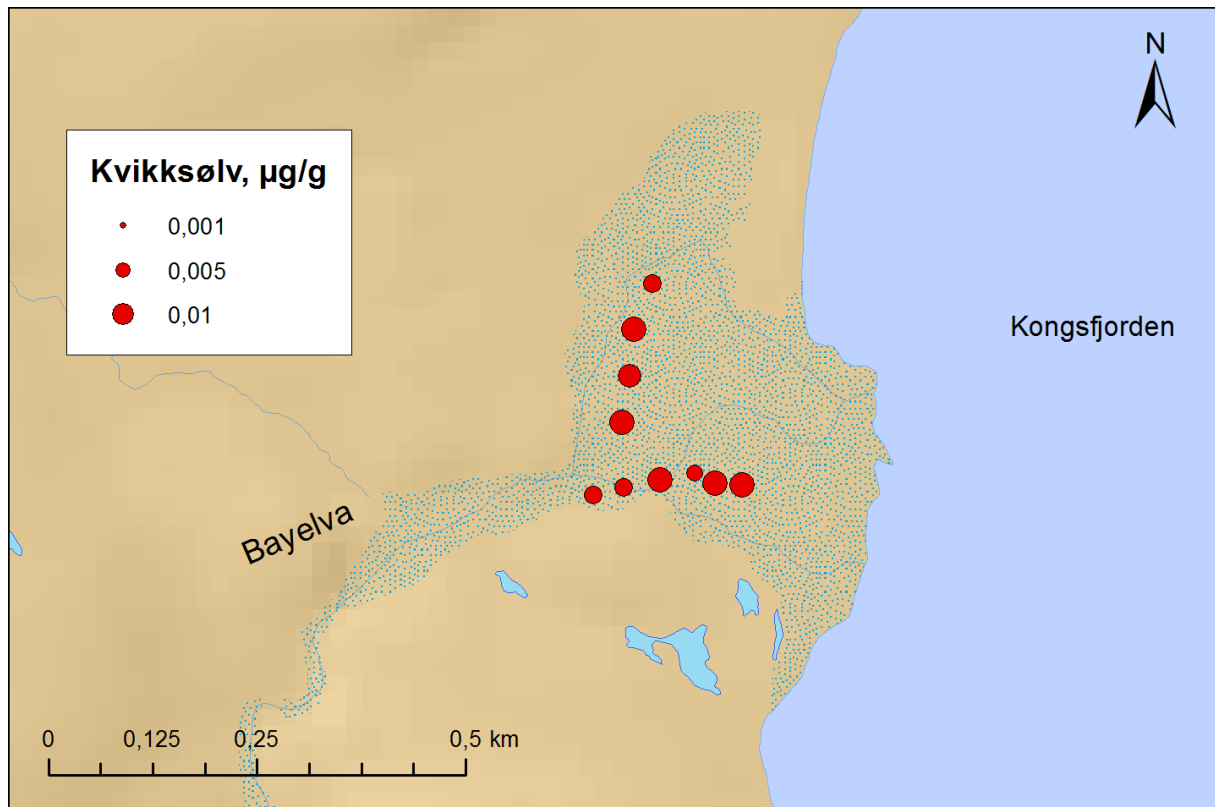 N
Kvikksølv, µg/g
0,001
0,005
0,01
Kongsfjorden
Bayelva
0 0,125 0,25 0,5 km